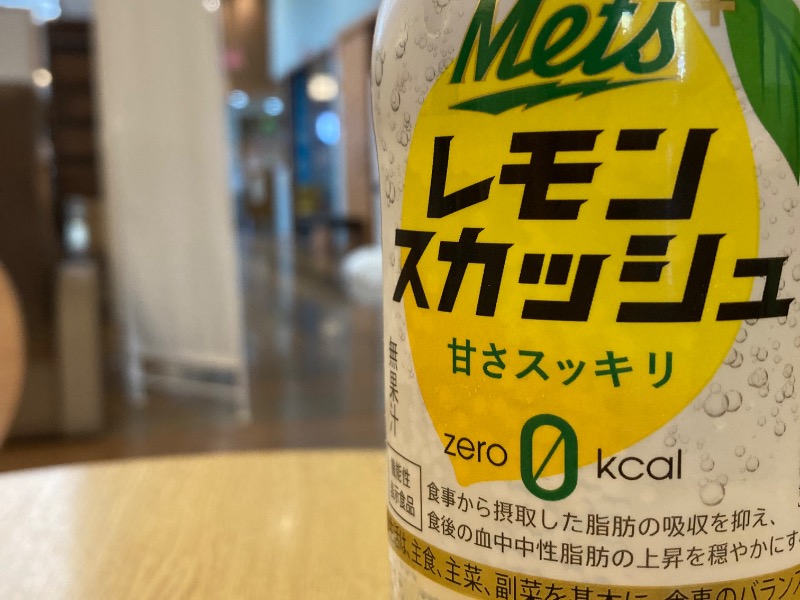 Mets+
レモン
スカッシュ
甘さスッキリ
無果汁
zero 0 kcal
機能性
表示食品
食事から摂取した脂肪の吸収を抑え、
食後の血中中性脂肪の上昇を穏やかにす
は、主食、主菜、副菜を基本に、食事のバランス